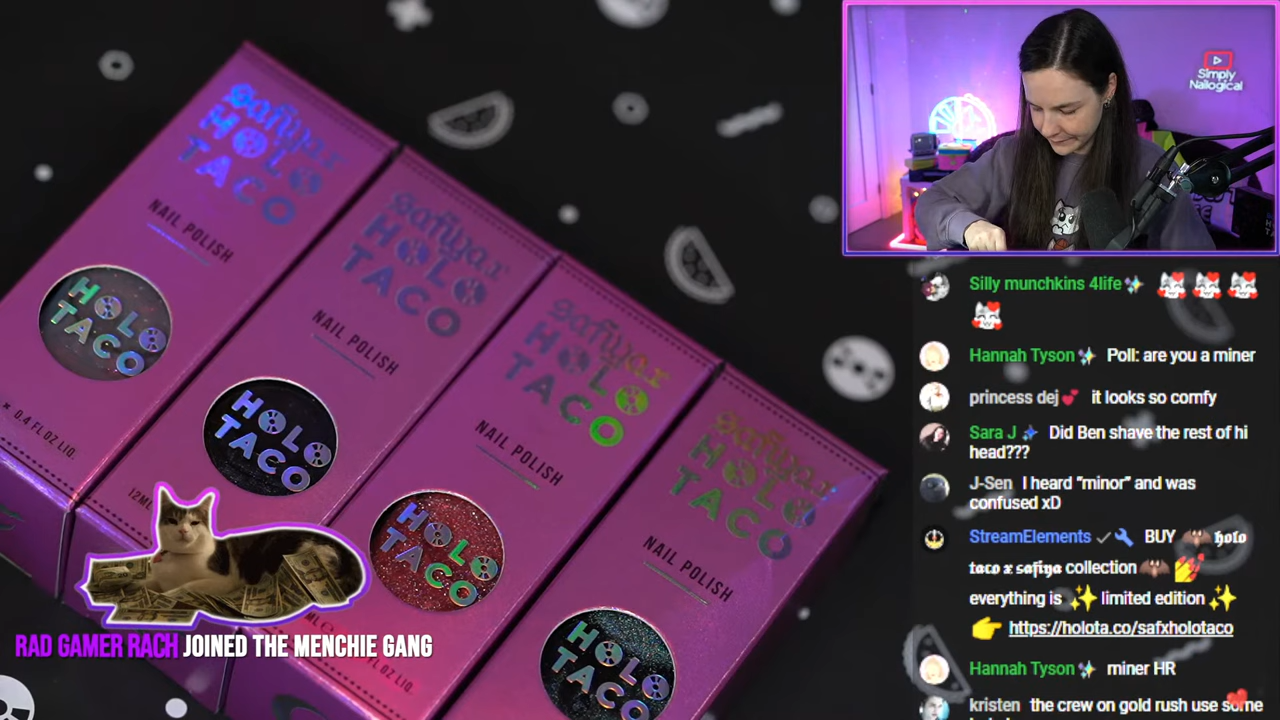 Safiya x
HOLO
TACO
NAIL POLISH
HOLO
TACO
0.4 FL OZ LIQ.
Safiya x
HOLO
TACO
NAIL POLISH
HOLO
TACO
12ML
Safiya x
HOLO
TACO
NAIL POLISH
HOLO
TACO
FL OZ LIQ.
Safiya x
HOLO
TACO
NAIL POLISH
HOLO
TACO
RAD GAMER RACH JOINED THE MENCHIE GANG
Simply
Nailogical
Silly munchkins 4life
Hannah Tyson Poll: are you a miner
princess dej it looks so comfy
Sara J Did Ben shave the rest of hi
head???
J-Sen I heard “minor” and was
confused xD
StreamElements BUY 🦇 𝖍𝖔𝖑𝖔
𝖙𝖆𝖈𝖔 𝖝 𝖘𝖆𝖋𝖎𝖞𝖆 collection 🦇 💅
everything is ✨ limited edition ✨
👉 https://holota.co/safxholotaco
Hannah Tyson miner HR
kristen the crew on gold rush use some